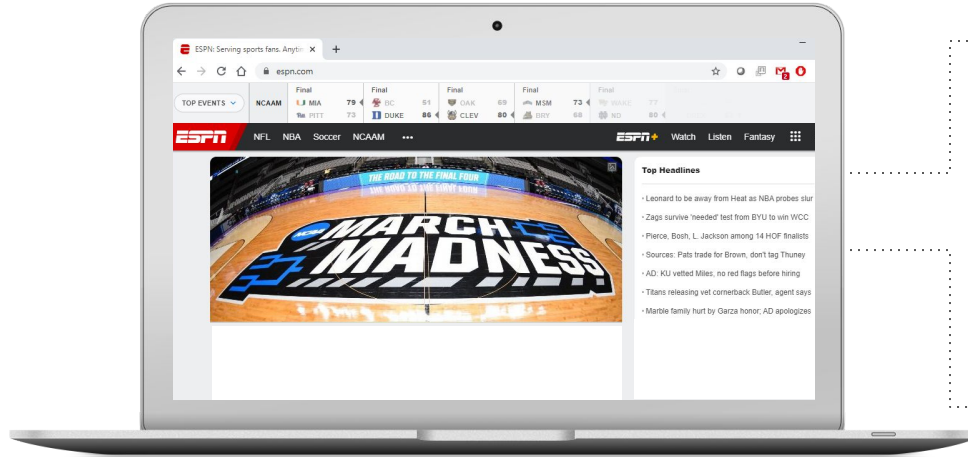 ESPN: Serving sports fans. Anytin
espn.com
2
TOP EVENTS
NCAAM
Final
MIA 79
PITT 73
Final
BC 51
DUKE 86
Final
OAK 69
CLEV 80
Final
MSM 73
BRY 68
Final
WAKE 77
ND 80
ESPN
NFL NBA Soccer NCAAM •••
ESPN+ Watch Listen Fantasy
THE ROAD TO THE FINAL FOUR
NCAA
MARCH
MADNESS
Top Headlines
· Leonard to be away from Heat as NBA probes slur
· Zags survive 'needed' test from BYU to win WCC
· Pierce, Bosh, L. Jackson among 14 HOF finalists
· Sources: Pats trade for Brown, don't tag Thuney
· AD: KU vetted Miles, no red flags before hiring
· Titans releasing vet cornerback Butler, agent says
· Marble family hurt by Garza honor; AD apologizes